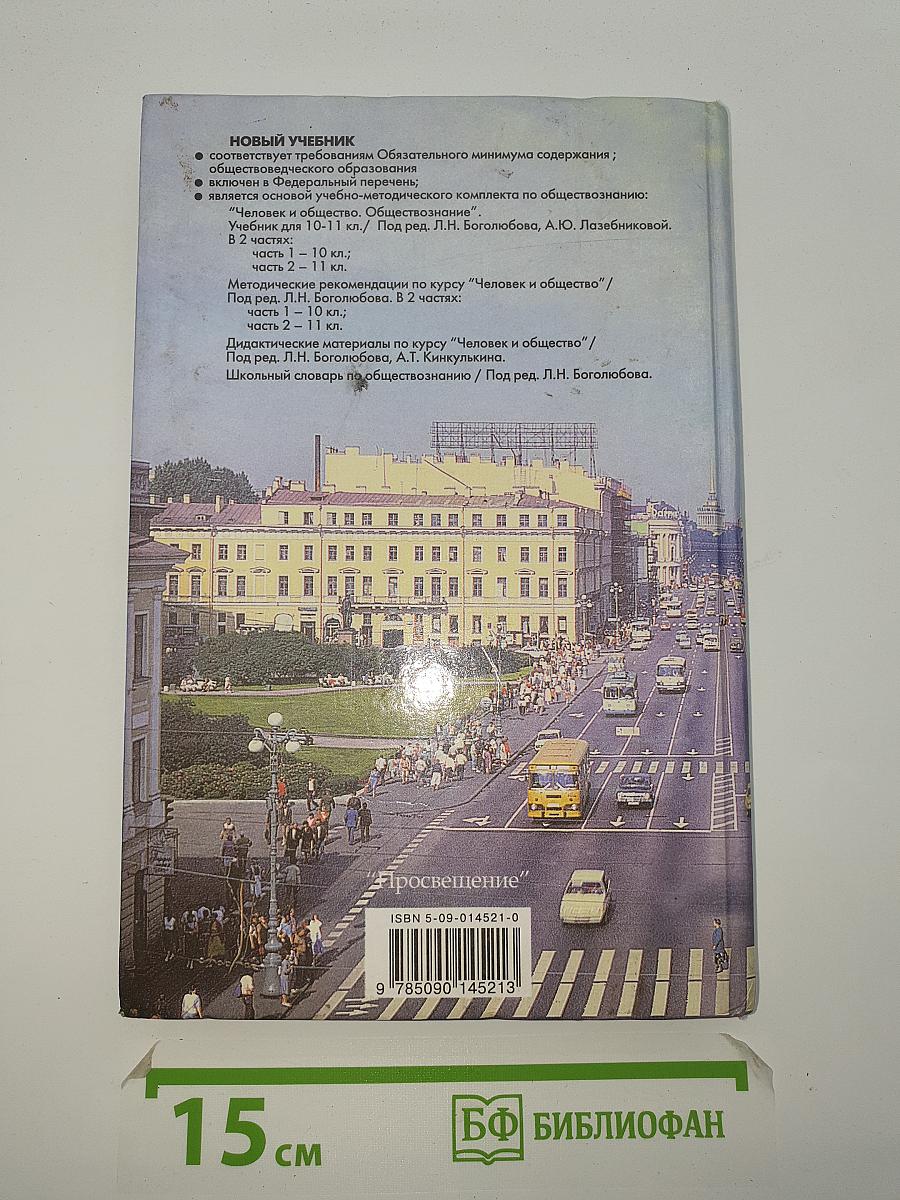 НОВЫЙ УЧЕБНИК
● соответствует требованиям Обязательного минимума содержания ;
обществоведческого образования
● включен в Федеральный перечень;
● является основой учебно-методического комплекта по обществознанию:
“Человек и общество. Обществознание”.
Учебник для 10-11 кл./ Под ред. Л.Н. Боголюбова, А.Ю. Лазебниковой.
В 2 частях:
часть 1 – 10 кл.;
часть 2 – 11 кл.
Методические рекомендации по курсу “Человек и общество”/
Под ред. Л.Н. Боголюбова. В 2 частях:
часть 1 – 10 кл.;
часть 2 – 11 кл.
Дидактические материалы по курсу “Человек и общество”/
Под ред. Л.Н. Боголюбова, А.Т. Кинкулькина.
Школьный словарь по обществознанию / Под ред. Л.Н. Боголюбова.
“Просвещение”
ISBN 5-09-014521-0
9 785090 145213
15 см
БФ БИБЛИОФАН